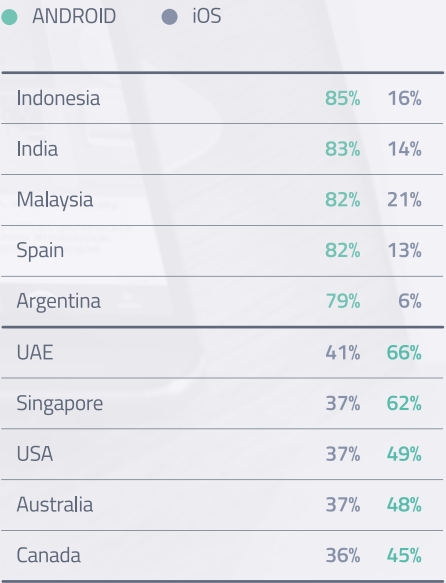 ANDROID iOS
Indonesia 85% 16%
India 83% 14%
Malaysia 82% 21%
Spain 82% 13%
Argentina 79% 6%
UAE 41% 66%
Singapore 37% 62%
USA 37% 49%
Australia 37% 48%
Canada 36% 45%